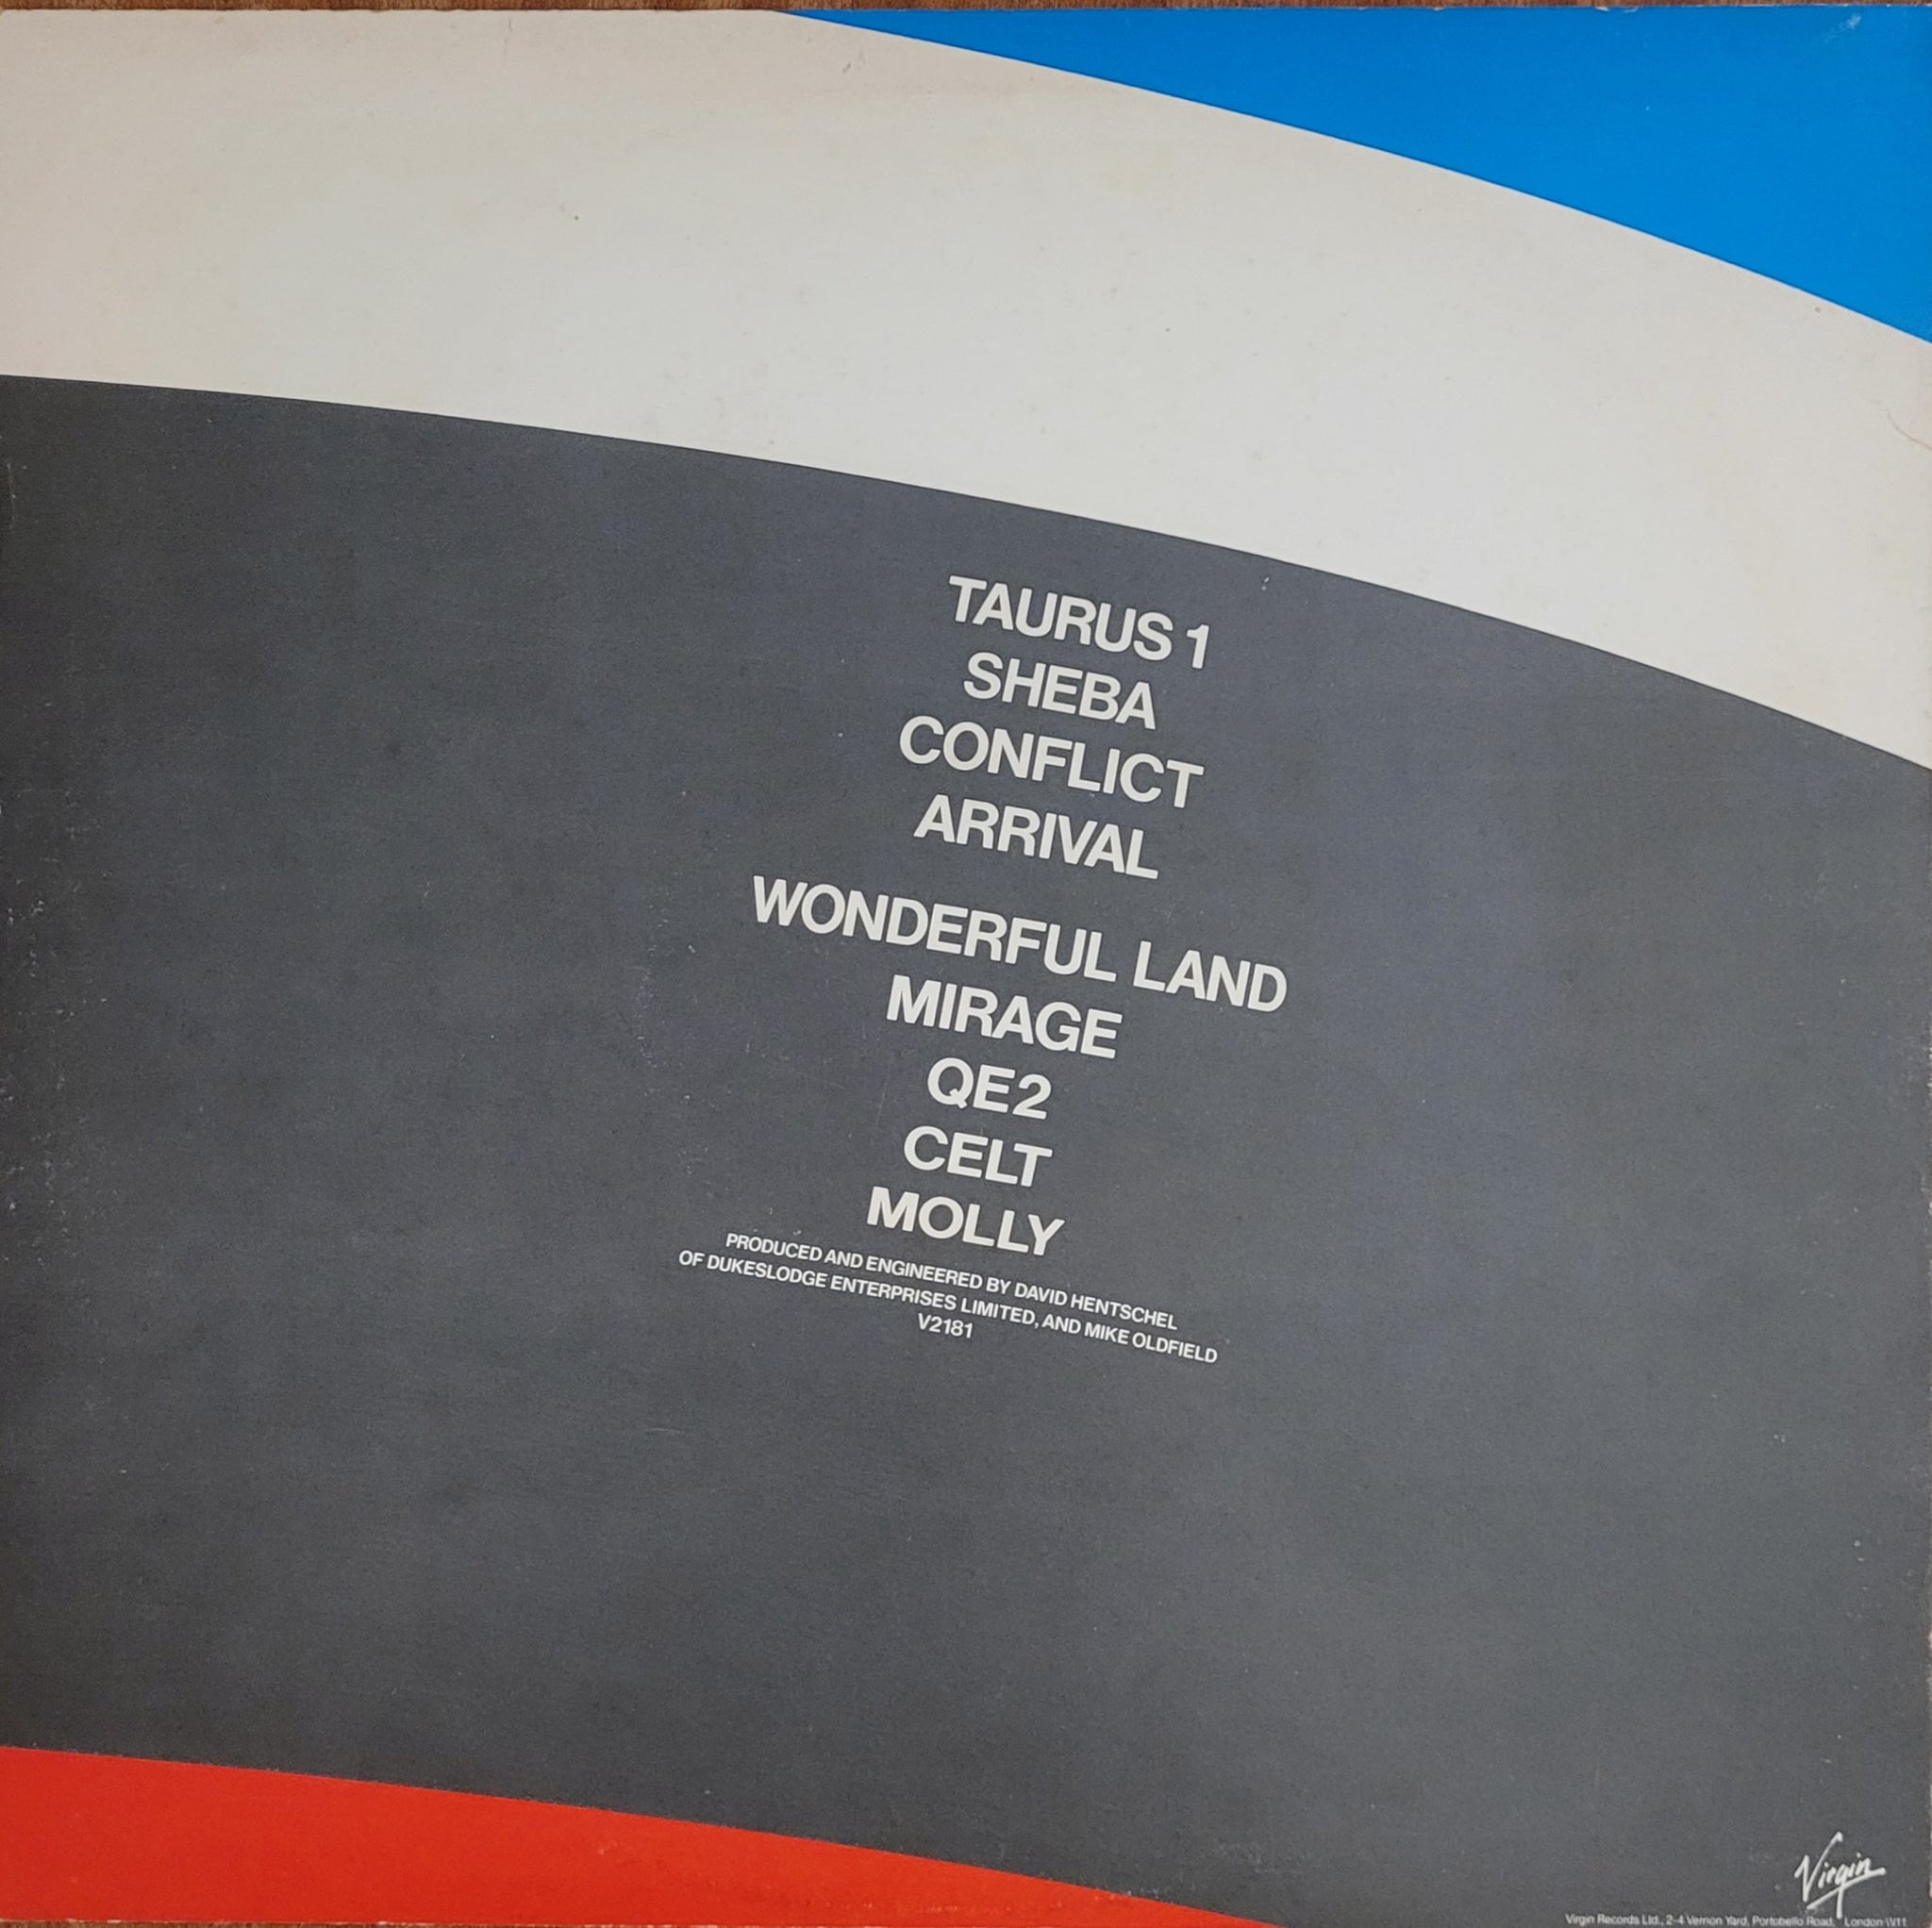 TAURUS 1
SHEBA
CONFLICT
ARRIVAL
WONDERFUL LAND
MIRAGE
QE2
CELT
MOLLY
PRODUCED AND ENGINEERED BY DAVID HENTSCHEL
OF DUKESLODGE ENTERPRISES LIMITED, AND MIKE OLDFIELD
V2181
Virgin
Virgin Records Ltd., 2-4 Vernon Yard, Portobello Road, London W11